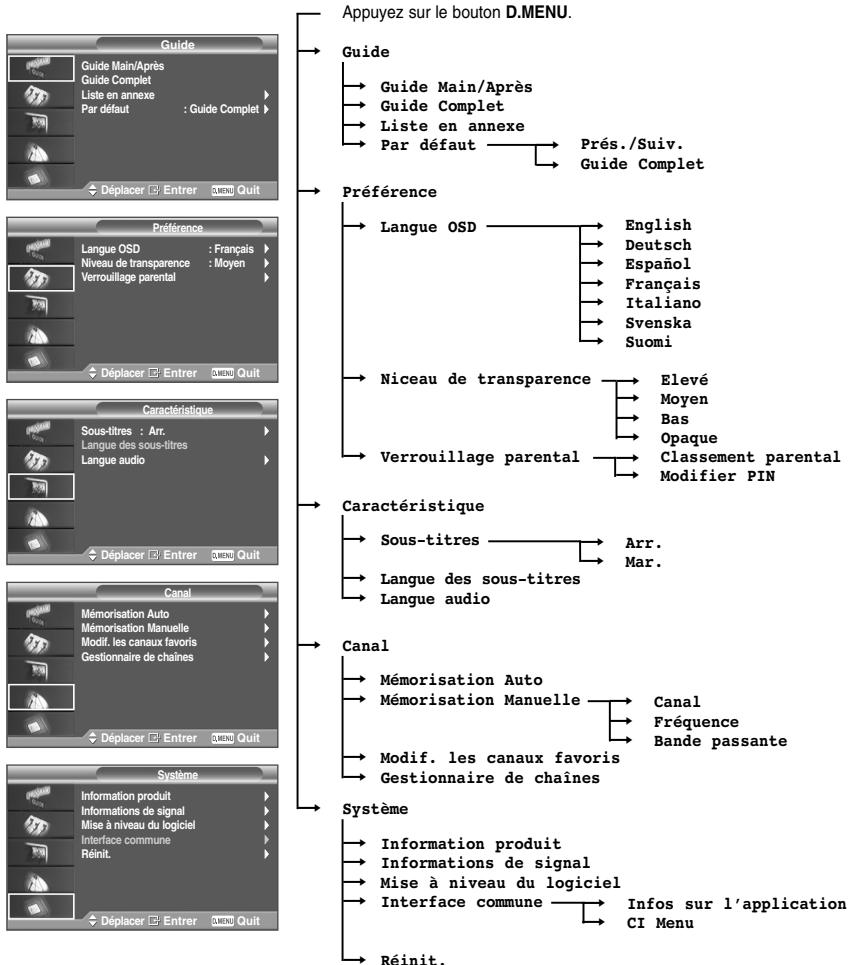 Appuyez sur le bouton D.MENU.
Guide
Guide Main/Après
Guide Complet
Liste en annexe
Par défaut : Guide Complet
Déplacer Entrer D.MENU Quit
Préférence
Langue OSD : Français
Niveau de transparence : Moyen
Verrouillage parental
Déplacer Entrer D.MENU Quit
Caractéristique
Sous-titres : Arr.
Langue des sous-titres
Langue audio
Déplacer Entrer D.MENU Quit
Canal
Mémorisation Auto
Mémorisation Manuelle
Modif. les canaux favoris
Gestionnaire de chaînes
Déplacer Entrer D.MENU Quit
Système
Information produit
Informations de signal
Mise à niveau du logiciel
Interface commune
Réinit.
Déplacer Entrer D.MENU Quit
Guide
Guide Main/Après
Guide Complet
Liste en annexe
Par défaut Prés./Suiv.
Guide Complet
Préférence
Langue OSD English
Deutsch
Español
Français
Italiano
Svenska
Suomi
Niceau de transparence Elevé
Moyen
Bas
Opaque
Verrouillage parental Classement parental
Modifier PIN
Caractéristique
Sous-titres Arr.
Mar.
Langue des sous-titres
Langue audio
Canal
Mémorisation Auto
Mémorisation Manuelle Canal
Fréquence
Bande passante
Modif. les canaux favoris
Gestionnaire de chaînes
Système
Information produit
Informations de signal
Mise à niveau du logiciel
Interface commune Infos sur l'application
CI Menu
Réinit.